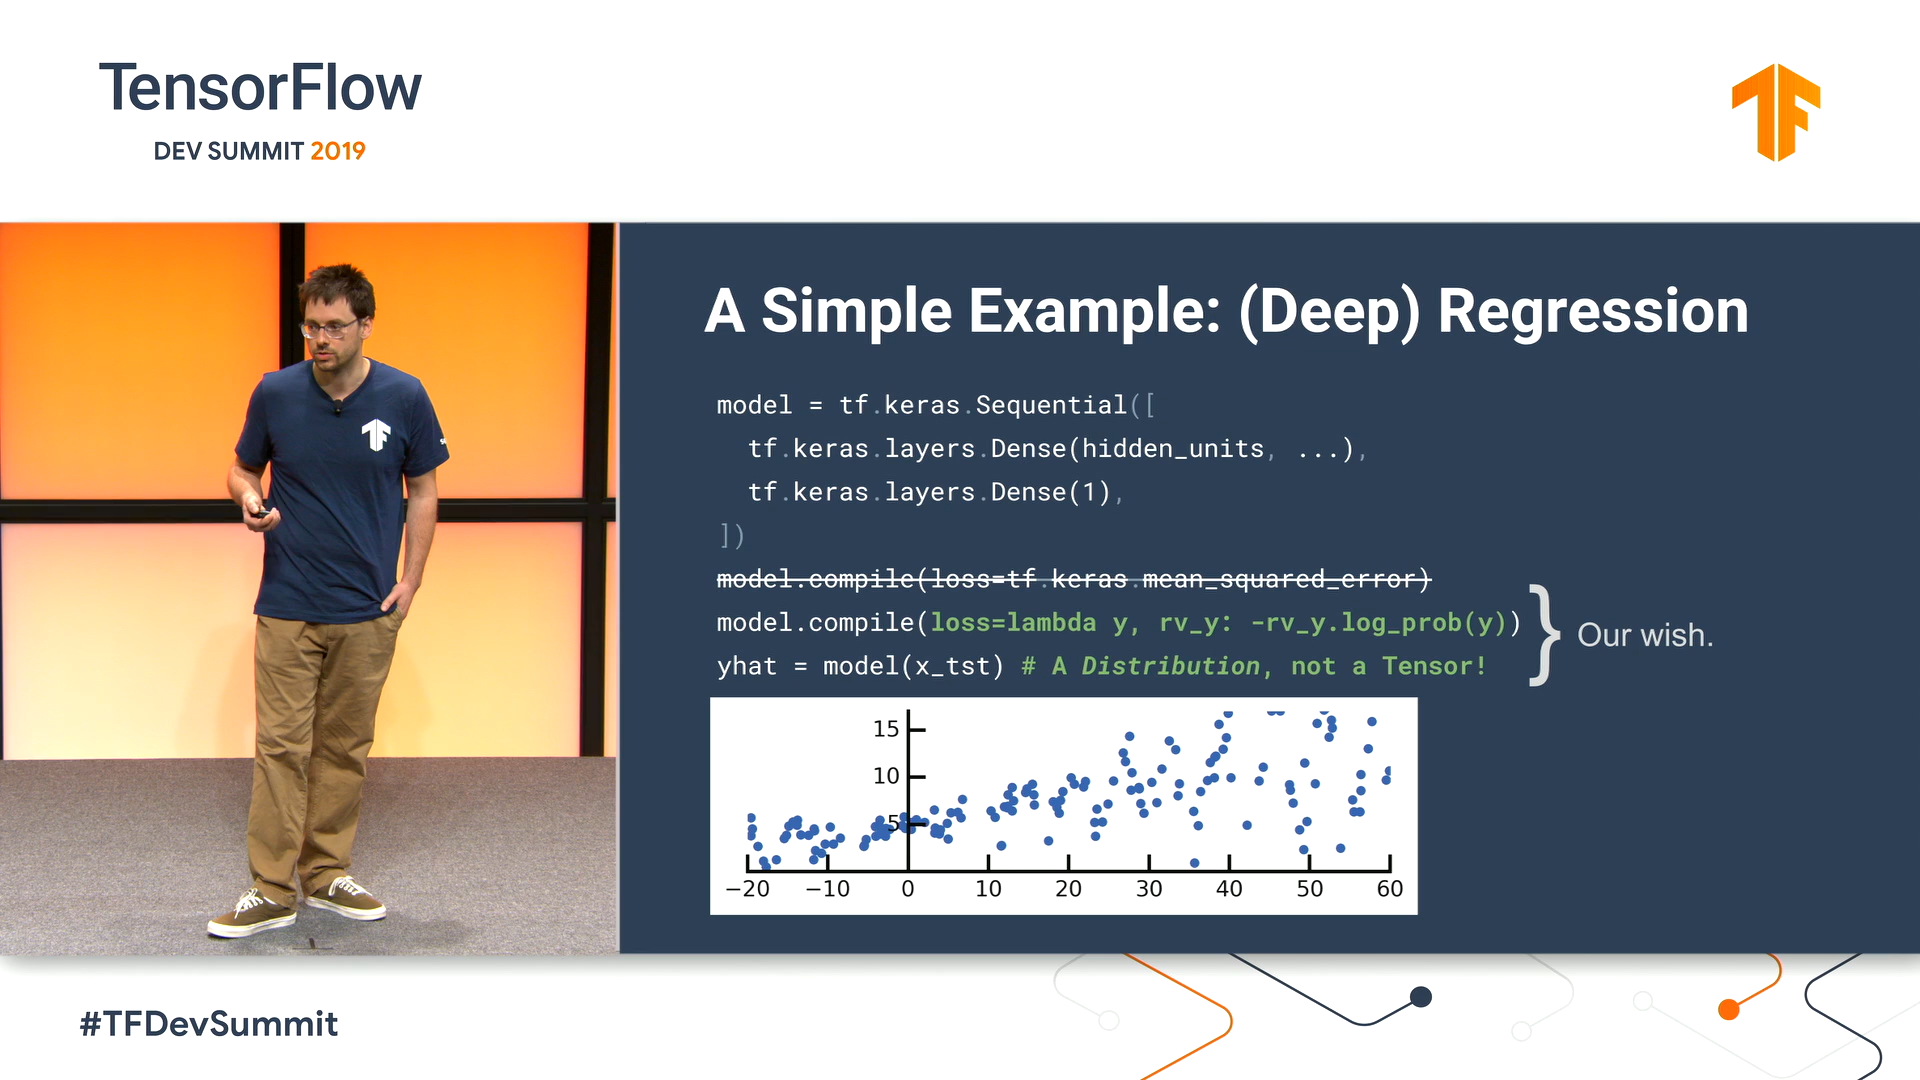 TensorFlow
DEV SUMMIT 2019
TF
TF
A Simple Example: (Deep) Regression
model = tf.keras.Sequential([
tf.keras.layers.Dense(hidden_units, ...),
tf.keras.layers.Dense(1),
])
model.compile(loss=tf.keras.mean_squared_error)
model.compile(loss=lambda y, rv_y: -rv_y.log_prob(y))
yhat = model(x_tst) # A Distribution, not a Tensor!
} Our wish.
15
10
5
−20 −10 0 10 20 30 40 50 60
#TFDevSummit